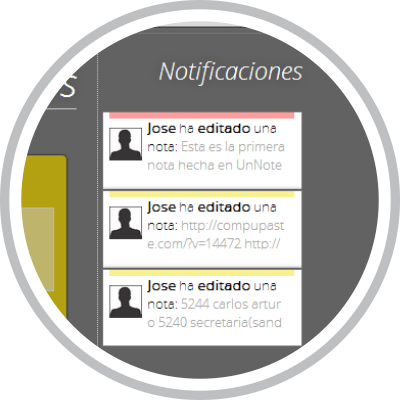 s
Notificaciones
Jose ha editado una
nota: Esta es la primera
nota hecha en UnNote
Jose ha editado una
nota: http://compupast
e.com/?v=14472 http://
Jose ha editado una
nota: 5244 carlos artur
o 5240 secretaria(sand